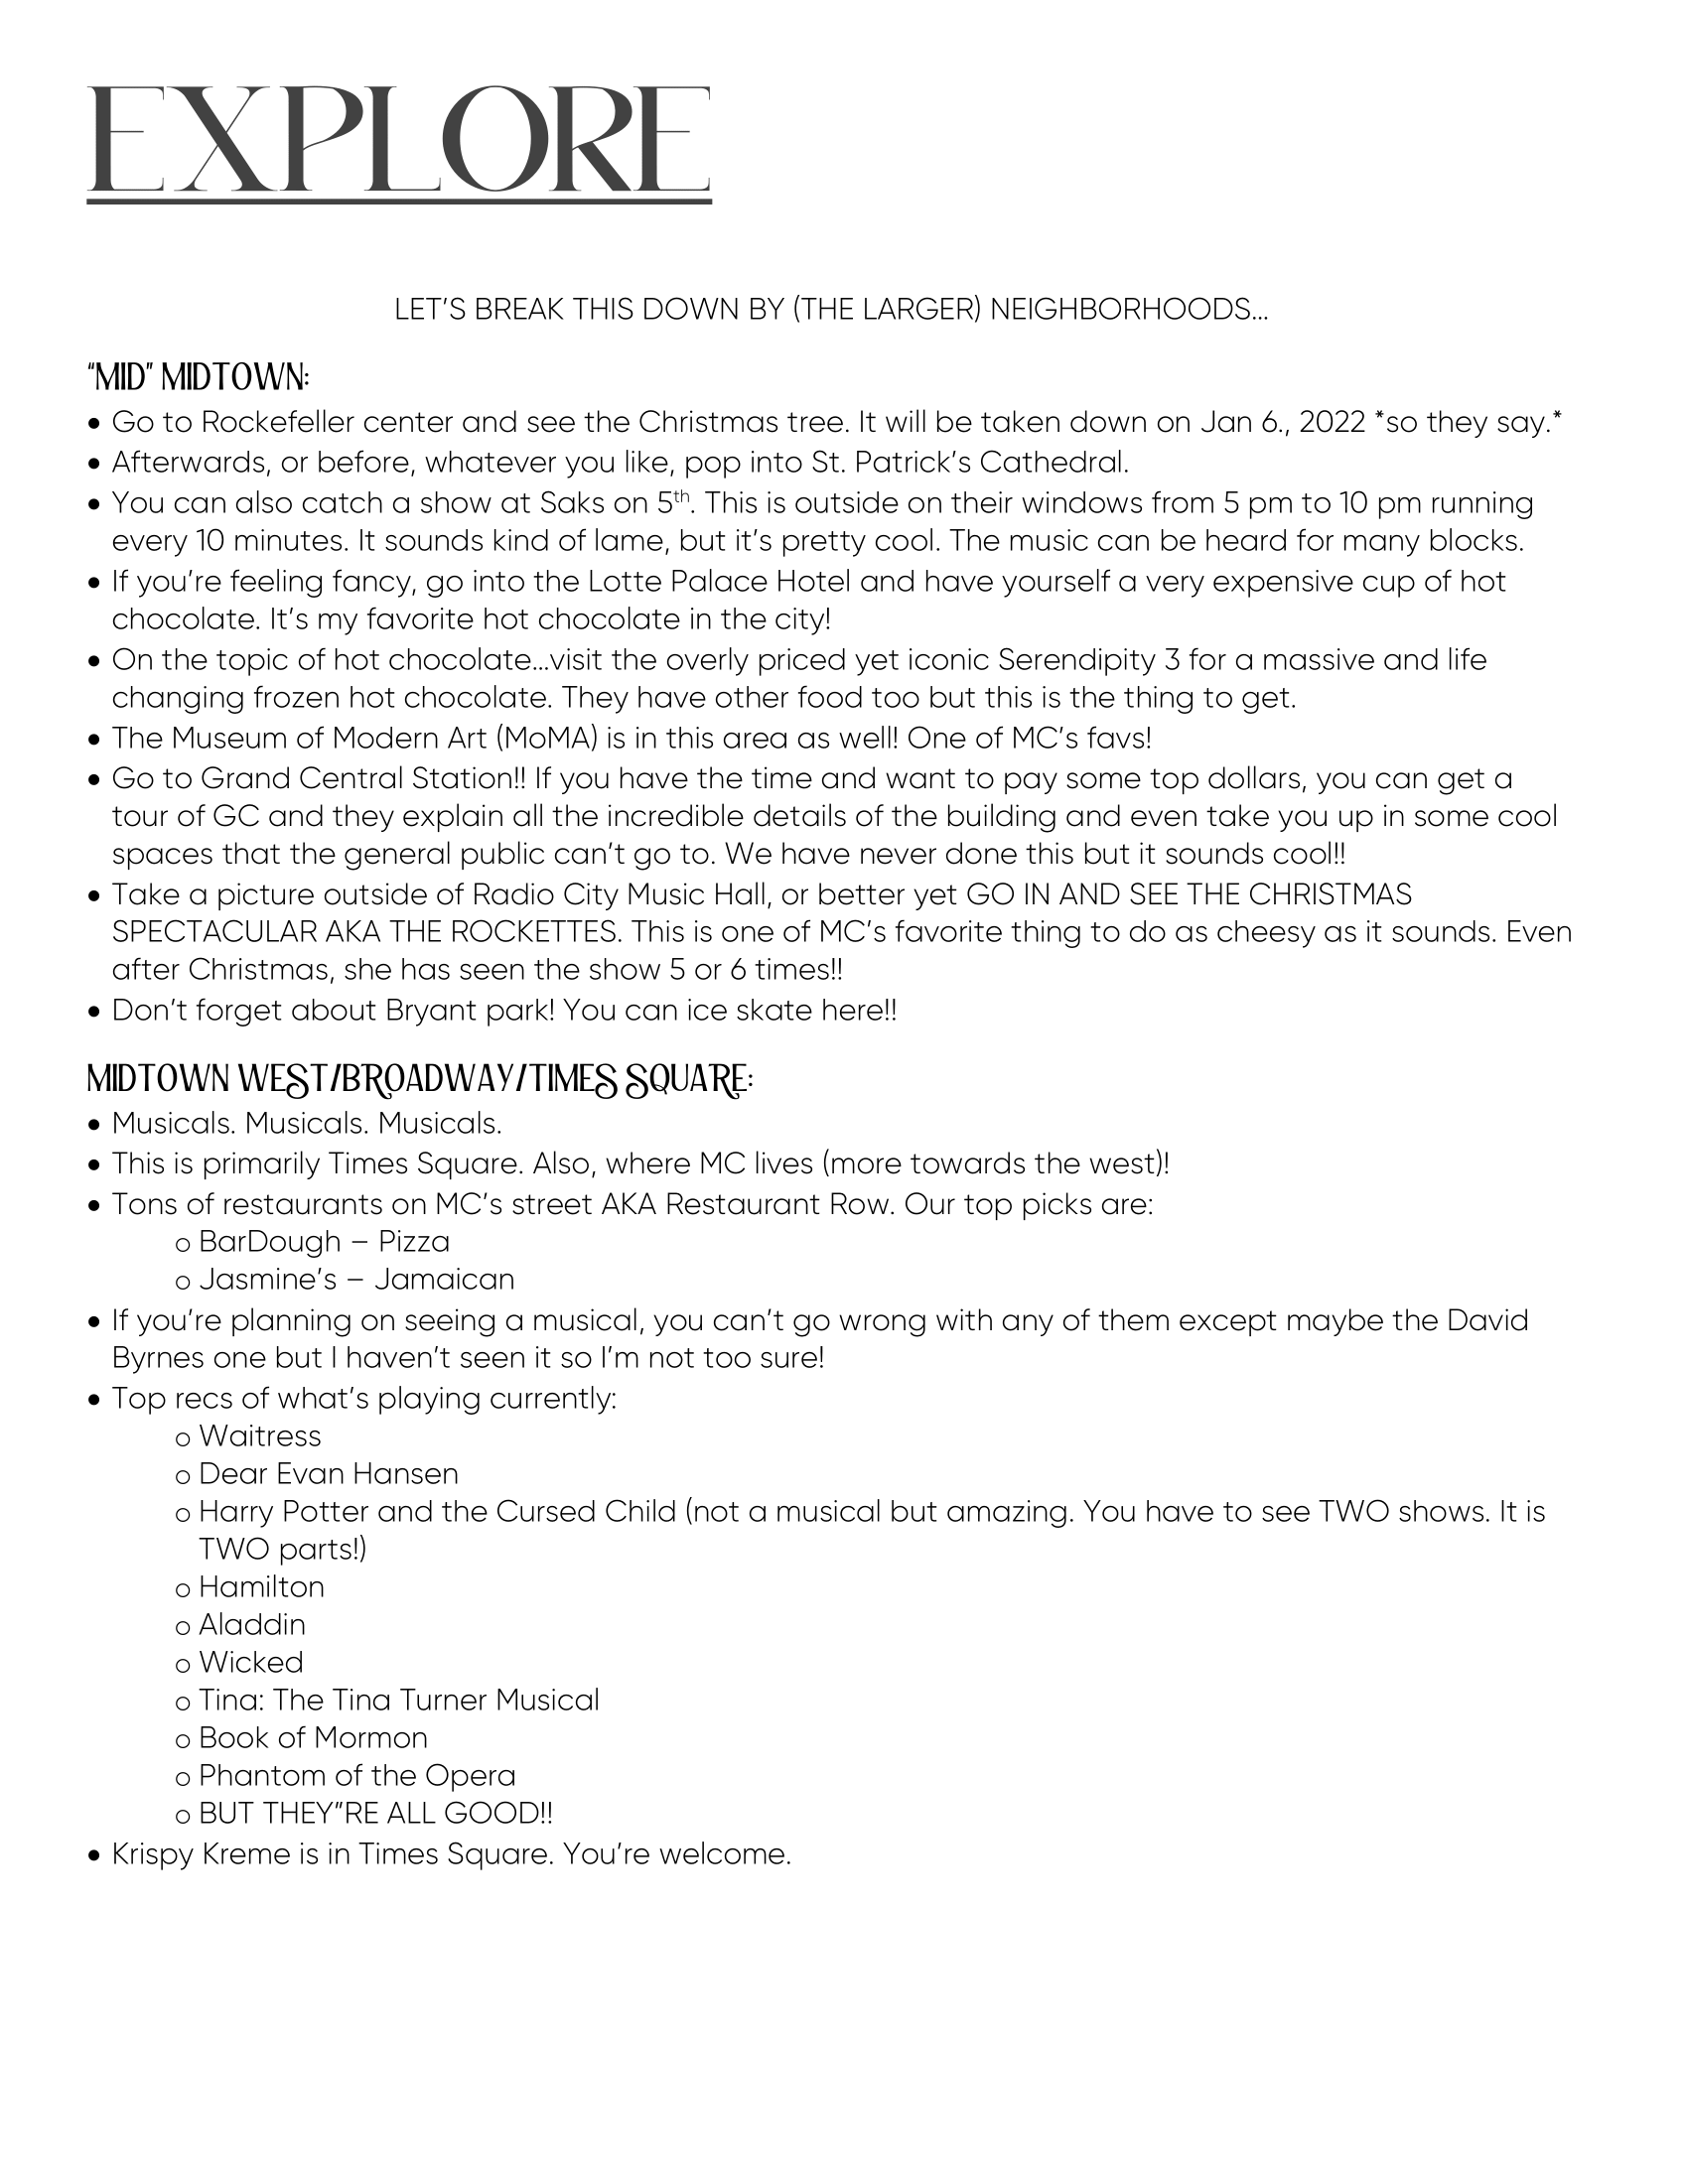 EXPLORE
LET'S BREAK THIS DOWN BY (THE LARGER) NEIGHBORHOODS...
"MID" MIDTOWN:
• Go to Rockefeller center and see the Christmas tree. It will be taken down on Jan 6., 2022 *so they say.*
• Afterwards, or before, whatever you like, pop into St. Patrick's Cathedral.
• You can also catch a show at Saks on 5th. This is outside on their windows from 5 pm to 10 pm running
every 10 minutes. It sounds kind of lame, but it's pretty cool. The music can be heard for many blocks.
• If you're feeling fancy, go into the Lotte Palace Hotel and have yourself a very expensive cup of hot
chocolate. It's my favorite hot chocolate in the city!
• On the topic of hot chocolate...visit the overly priced yet iconic Serendipity 3 for a massive and life
changing frozen hot chocolate. They have other food too but this is the thing to get.
• The Museum of Modern Art (MoMA) is in this area as well! One of MC's favs!
• Go to Grand Central Station!! If you have the time and want to pay some top dollars, you can get a
tour of GC and they explain all the incredible details of the building and even take you up in some cool
spaces that the general public can't go to. We have never done this but it sounds cool!!
• Take a picture outside of Radio City Music Hall, or better yet GO IN AND SEE THE CHRISTMAS
SPECTACULAR AKA THE ROCKETTES. This is one of MC's favorite thing to do as cheesy as it sounds. Even
after Christmas, she has seen the show 5 or 6 times!!
• Don't forget about Bryant park! You can ice skate here!!
MIDTOWN WEST/BROADWAY/TIMES SQUARE:
• Musicals. Musicals. Musicals.
• This is primarily Times Square. Also, where MC lives (more towards the west)!
• Tons of restaurants on MC's street AKA Restaurant Row. Our top picks are:
o BarDough – Pizza
o Jasmine's – Jamaican
• If you're planning on seeing a musical, you can't go wrong with any of them except maybe the David
Byrnes one but I haven't seen it so I'm not too sure!
• Top recs of what's playing currently:
o Waitress
o Dear Evan Hansen
o Harry Potter and the Cursed Child (not a musical but amazing. You have to see TWO shows. It is
TWO parts!)
o Hamilton
o Aladdin
o Wicked
o Tina: The Tina Turner Musical
o Book of Mormon
o Phantom of the Opera
o BUT THEY"RE ALL GOOD!!
• Krispy Kreme is in Times Square. You're welcome.